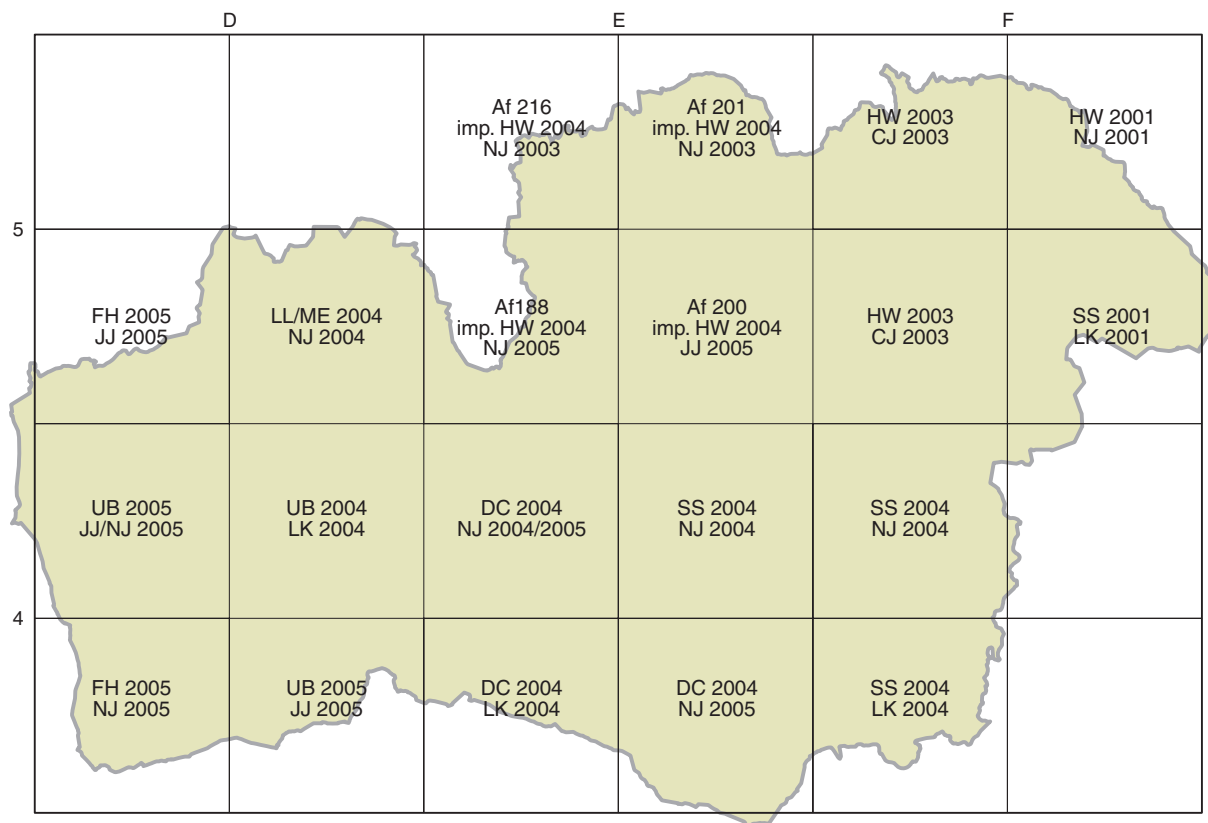 D E F
Af 216
imp. HW 2004
NJ 2003
Af 201
imp. HW 2004
NJ 2003
HW 2003
CJ 2003
HW 2001
NJ 2001
5
FH 2005
JJ 2005
LL/ME 2004
NJ 2004
Af188
imp. HW 2004
NJ 2005
Af 200
imp. HW 2004
JJ 2005
HW 2003
CJ 2003
SS 2001
LK 2001
UB 2005
JJ/NJ 2005
UB 2004
LK 2004
DC 2004
NJ 2004/2005
SS 2004
NJ 2004
SS 2004
NJ 2004
4
FH 2005
NJ 2005
UB 2005
JJ 2005
DC 2004
LK 2004
DC 2004
NJ 2005
SS 2004
LK 2004